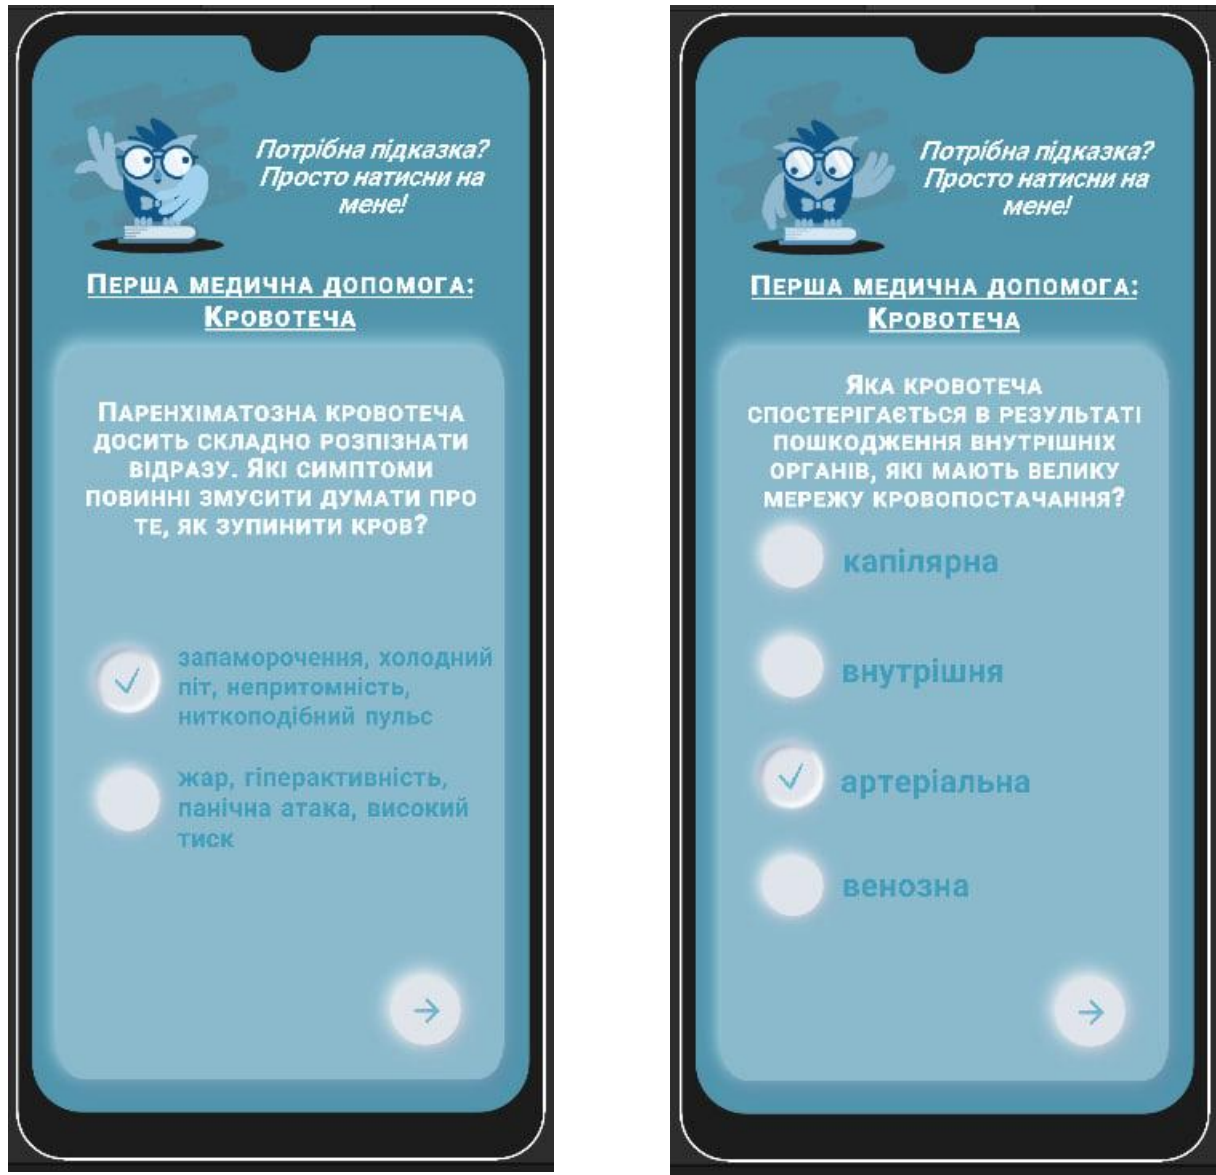 Потрібна підказка?
Просто натисни на
мене!
Перша медична допомога:
Кровотеча
Паренхіматозна кровотеча
досить складно розпізнати
відразу. Які симптоми
повинні змусити думати про
те, як зупинити кров?
запаморочення, холодний
піт, непритомність,
ниткоподібний пульс
жар, гіперактивність,
панічна атака, високий
тиск
Потрібна підказка?
Просто натисни на
мене!
Перша медична допомога:
Кровотеча
Яка кровотеча
спостерігається в результаті
пошкодження внутрішніх
органів, які мають велику
мережу кровопостачання?
капілярна
внутрішня
артеріальна
венозна